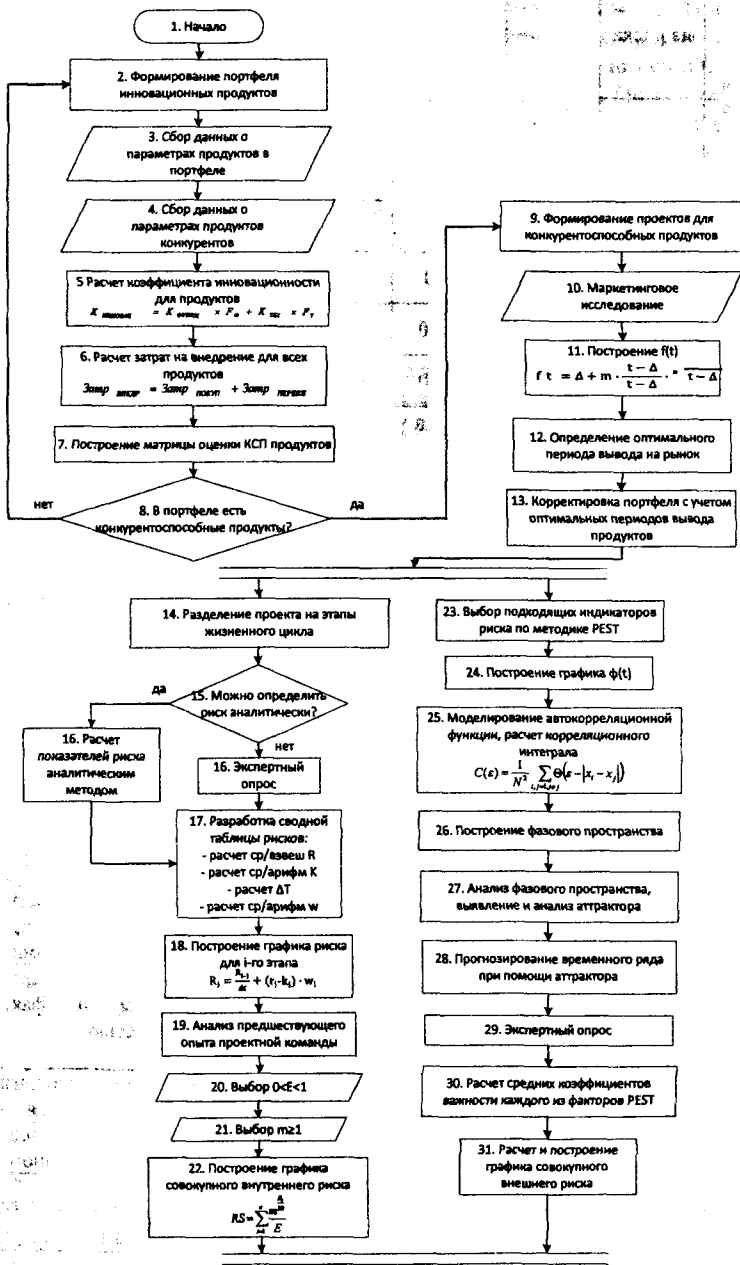 1. Начало
2. Формирование портфеля
инновационных продуктов
3. Сбор данных о
параметрах продуктов в
портфеле
4. Сбор данных о
параметрах продуктов
конкурентов
5 Расчет коэффициента инновационности
для продуктов
6. Расчет затрат на внедрение для всех
продуктов
7. Построение матрицы оценки КСП продуктов
нет
8. В портфеле есть
конкурентоспособные продукты?
да
9. Формирование проектов для
конкурентоспособных продуктов
10. Маркетинговое
исследование
11. Построение f(t)
12. Определение оптимального
периода вывода на рынок
13. Корректировка портфеля с учетом
оптимальных периодов вывода
продуктов
14. Разделение проекта на этапы
жизненного цикла
да
15. Можно определить
риск аналитически?
нет
16. Расчет
показателей риска
аналитическим
методом
16. Экспертный
опрос
17. Разработка сводной
таблицы рисков:
- расчет ср/взвеш R
- расчет ср/арифм K
- расчет ΔT
- расчет ср/арифм w
18. Построение графика риска
для i-го этапа
19. Анализ предшествующего
опыта проектной команды
20. Выбор 0<E<1
21. Выбор m≥1
22. Построение графика
совокупного внутреннего риска
23. Выбор подходящих индикаторов
риска по методике PEST
24. Построение графика ф(t)
25. Моделирование автокорреляционной
функции, расчет корреляционного
интеграла
26. Построение фазового пространства
27. Анализ фазового пространства,
выявление и анализ аттрактора
28. Прогнозирование временного ряда
при помощи аттрактора
29. Экспертный опрос
30. Расчет средних коэффициентов
важности каждого из факторов PEST
31. Расчет и построение
графика совокупного
внешнего риска